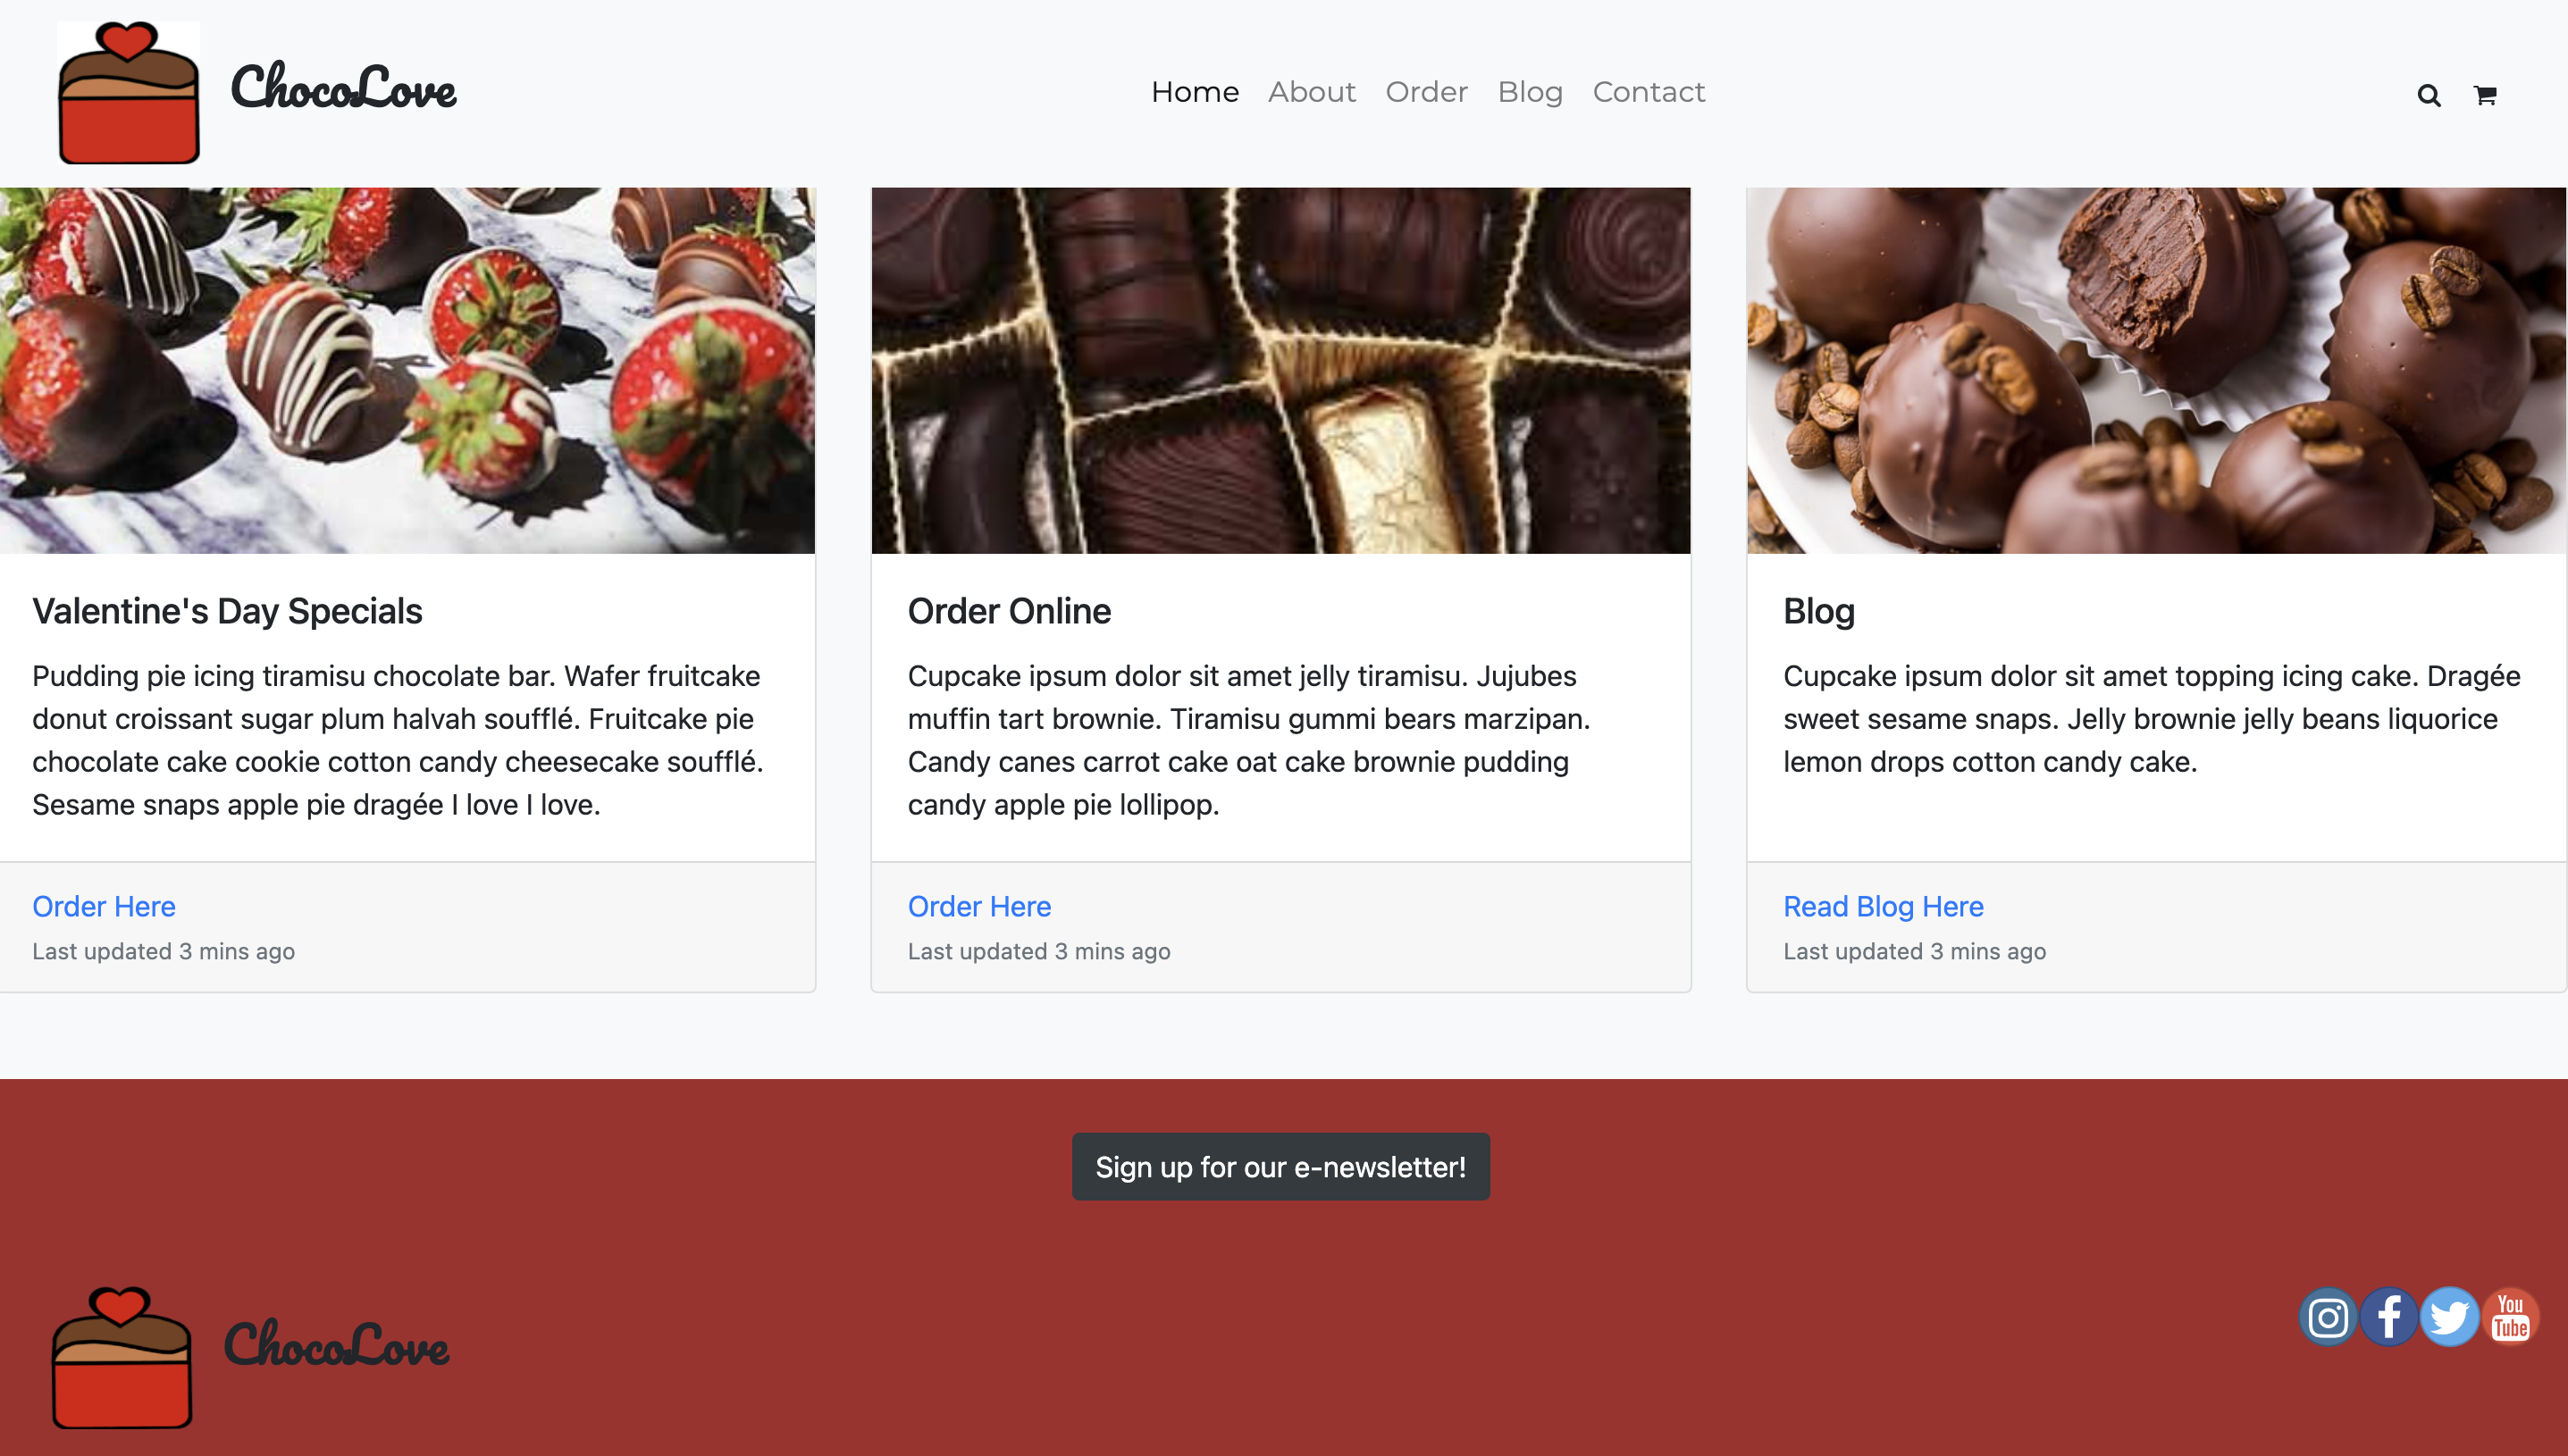 ChocoLove
Home About Order Blog Contact
Valentine's Day Specials
Pudding pie icing tiramisu chocolate bar. Wafer fruitcake
donut croissant sugar plum halvah soufflé. Fruitcake pie
chocolate cake cookie cotton candy cheesecake soufflé.
Sesame snaps apple pie dragée I love I love.
Order Here
Last updated 3 mins ago
Order Online
Cupcake ipsum dolor sit amet jelly tiramisu. Jujubes
muffin tart brownie. Tiramisu gummi bears marzipan.
Candy canes carrot cake oat cake brownie pudding
candy apple pie lollipop.
Order Here
Last updated 3 mins ago
Blog
Cupcake ipsum dolor sit amet topping icing cake. Dragée
sweet sesame snaps. Jelly brownie jelly beans liquorice
lemon drops cotton candy cake.
Read Blog Here
Last updated 3 mins ago
Sign up for our e-newsletter!
ChocoLove
You
Tube